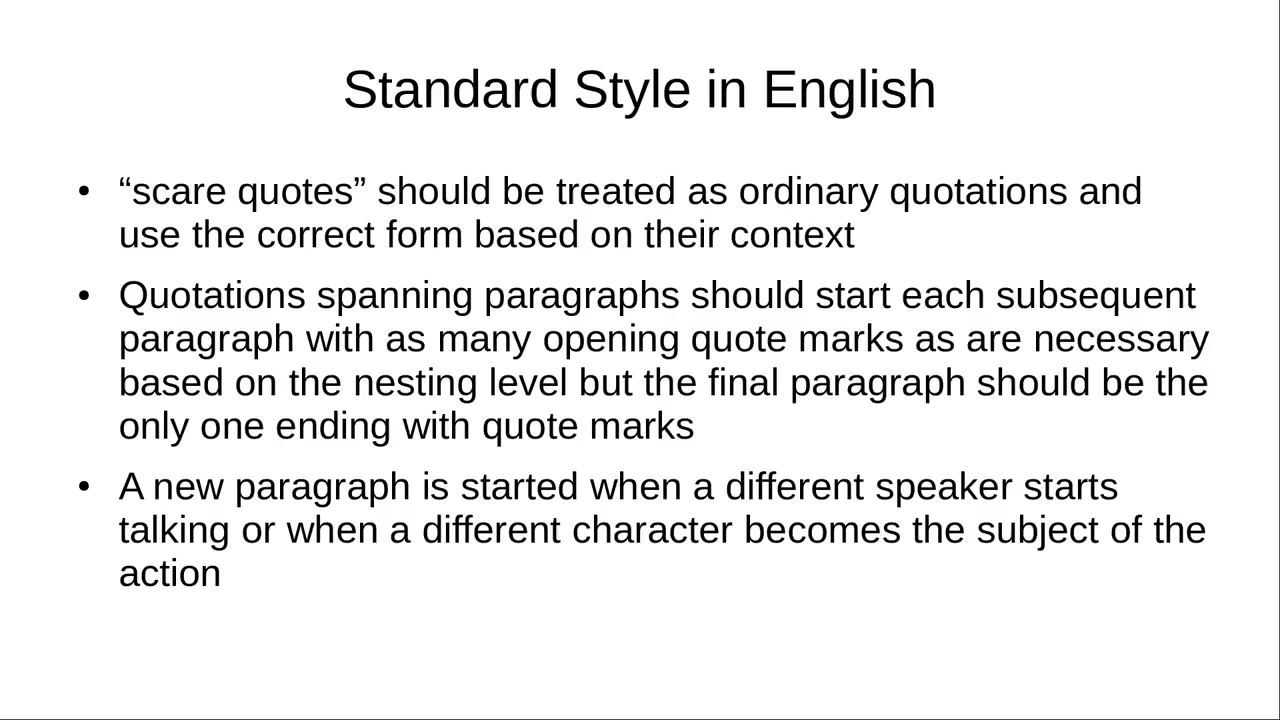 Standard Style in English
• “scare quotes” should be treated as ordinary quotations and
use the correct form based on their context
• Quotations spanning paragraphs should start each subsequent
paragraph with as many opening quote marks as are necessary
based on the nesting level but the final paragraph should be the
only one ending with quote marks
• A new paragraph is started when a different speaker starts
talking or when a different character becomes the subject of the
action